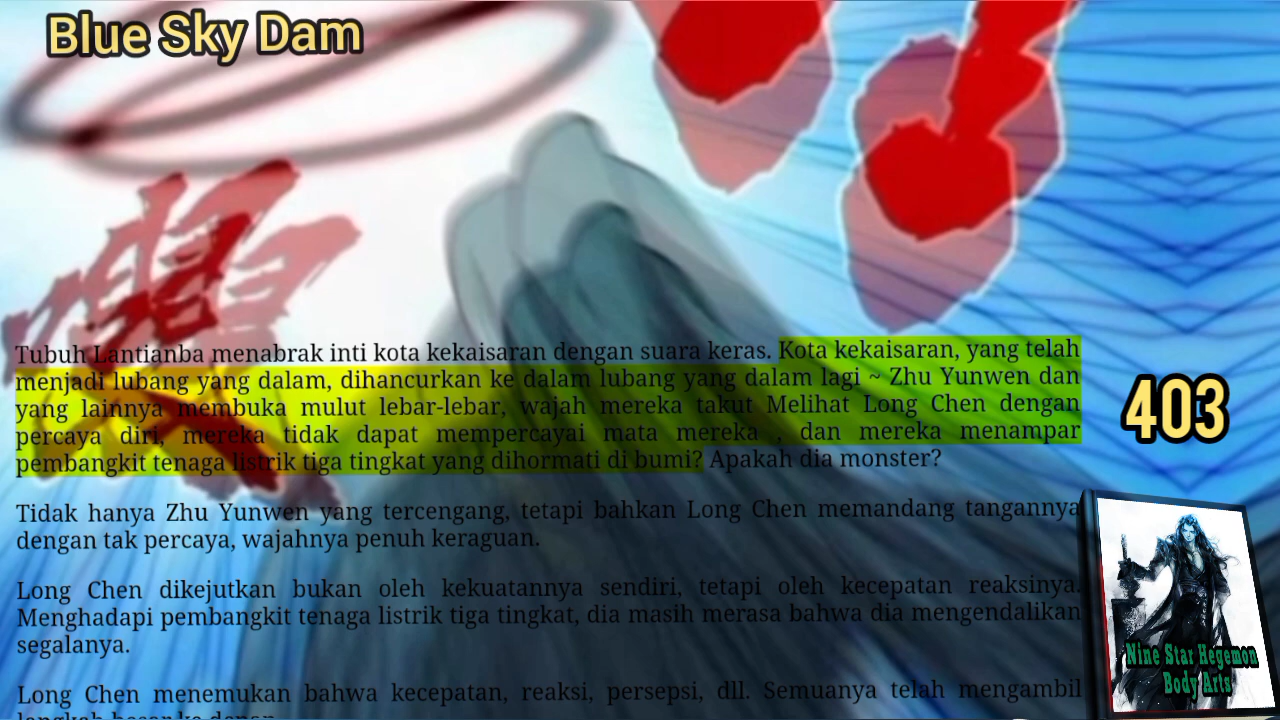 Blue Sky Dam
Tubuh Lantianba menabrak inti kota kekaisaran dengan suara keras. Kota kekaisaran, yang telah
menjadi lubang yang dalam, dihancurkan ke dalam lubang yang dalam lagi ~ Zhu Yunwen dan
yang lainnya membuka mulut lebar-lebar, wajah mereka takut Melihat Long Chen dengan
percaya diri, mereka tidak dapat mempercayai mata mereka , dan mereka menampar
pembangkit tenaga listrik tiga tingkat yang dihormati di bumi? Apakah dia monster?
Tidak hanya Zhu Yunwen yang tercengang, tetapi bahkan Long Chen memandang tangannya
dengan tak percaya, wajahnya penuh keraguan.
Long Chen dikejutkan bukan oleh kekuatannya sendiri, tetapi oleh kecepatan reaksinya.
Menghadapi pembangkit tenaga listrik tiga tingkat, dia masih merasa bahwa dia mengendalikan
segalanya.
Long Chen menemukan bahwa kecepatan, reaksi, persepsi, dll. Semuanya telah mengambil
langkah besar ke depan
403
Nine Star Hegemon
Body Arts